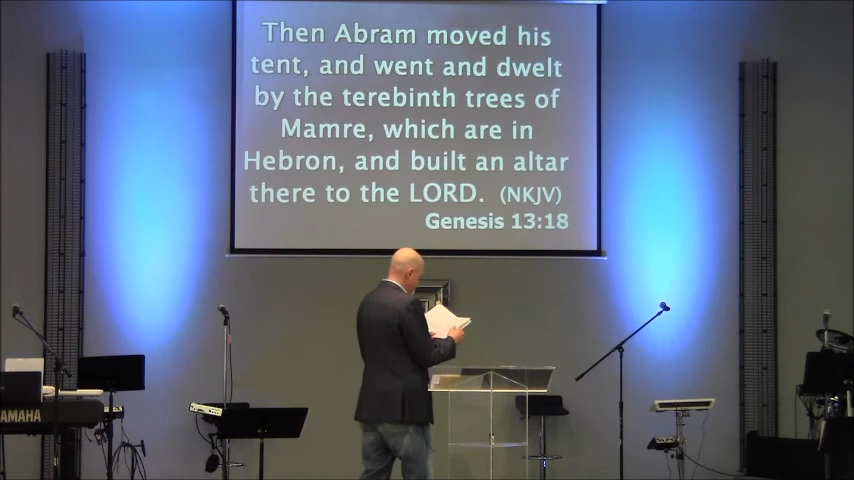 Then Abram moved his
tent, and went and dwelt
by the terebinth trees of
Mamre, which are in
Hebron, and built an altar
there to the LORD. (NKJV)
Genesis 13:18
YAMAHA